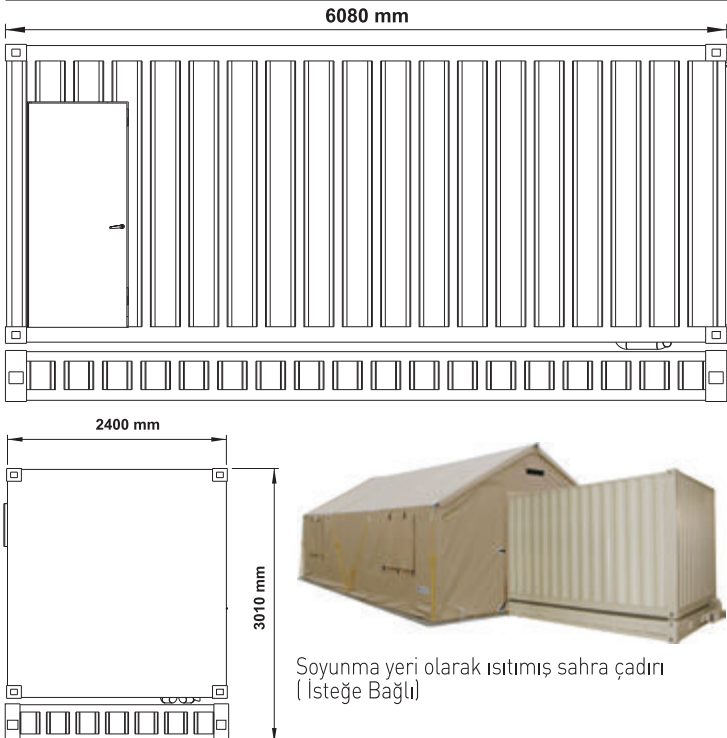 6080 mm
2400 mm
3010 mm
Soyunma yeri olarak ısıtımış sahra çadırı
( İsteğe Bağlı)